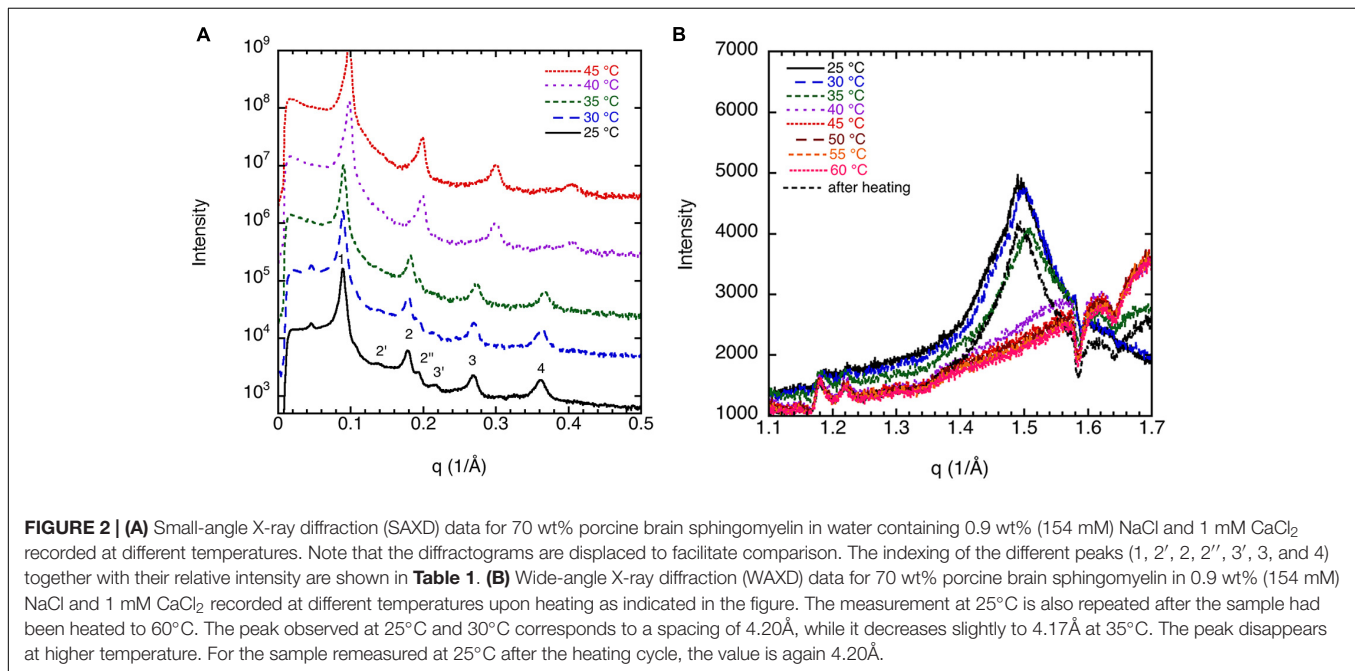 A
10⁹
10⁸
10⁷
10⁶
10⁵
10⁴
10³
Intensity
45 °C
40 °C
35 °C
30 °C
25 °C
1
2'
2
2''
3'
3
4
0 0.1 0.2 0.3 0.4 0.5
q (1/Å)
B
7000
6000
5000
4000
3000
2000
1000
Intensity
25 °C
30 °C
35 °C
40 °C
45 °C
50 °C
55 °C
60 °C
after heating
1.1 1.2 1.3 1.4 1.5 1.6 1.7
q (1/Å)
FIGURE 2 | (A) Small-angle X-ray diffraction (SAXD) data for 70 wt% porcine brain sphingomyelin in water containing 0.9 wt% (154 mM) NaCl and 1 mM CaCl₂
recorded at different temperatures. Note that the diffractograms are displaced to facilitate comparison. The indexing of the different peaks (1, 2′, 2, 2′′, 3′, 3, and 4)
together with their relative intensity are shown in Table 1. (B) Wide-angle X-ray diffraction (WAXD) data for 70 wt% porcine brain sphingomyelin in 0.9 wt% (154 mM)
NaCl and 1 mM CaCl₂ recorded at different temperatures upon heating as indicated in the figure. The measurement at 25°C is also repeated after the sample had
been heated to 60°C. The peak observed at 25°C and 30°C corresponds to a spacing of 4.20Å, while it decreases slightly to 4.17Å at 35°C. The peak disappears
at higher temperature. For the sample remeasured at 25°C after the heating cycle, the value is again 4.20Å.